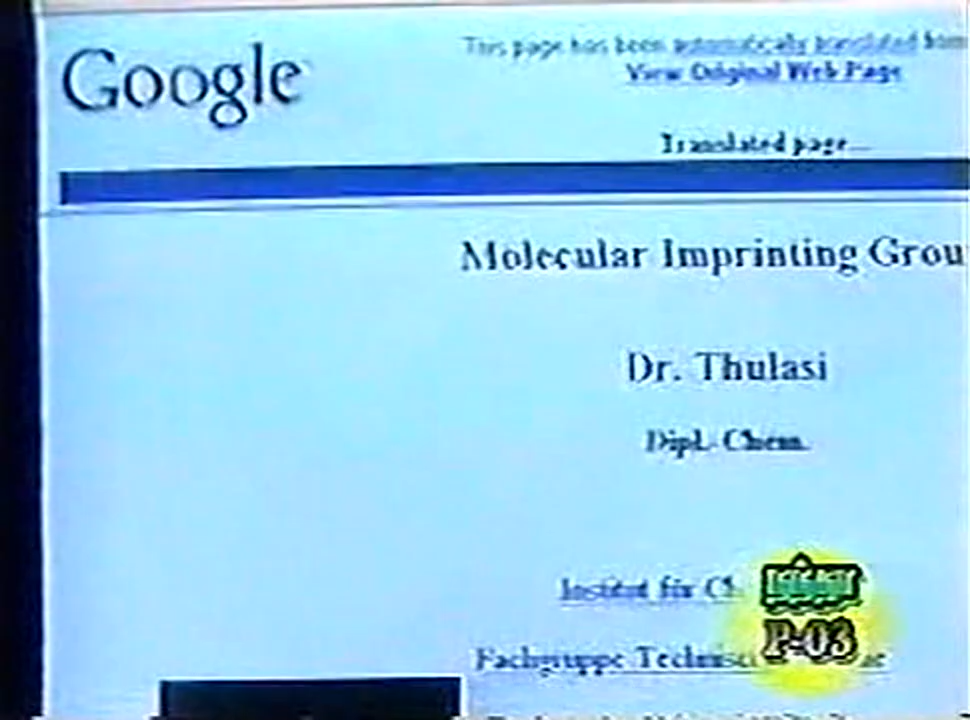 Google
This page has been automatically translated from
View Original Web Page
Translated page...
Molecular Imprinting Grou
Dr. Thulasi
Dipl.-Chem.
Institut für Ch
P-03
Fachgruppe Technisc